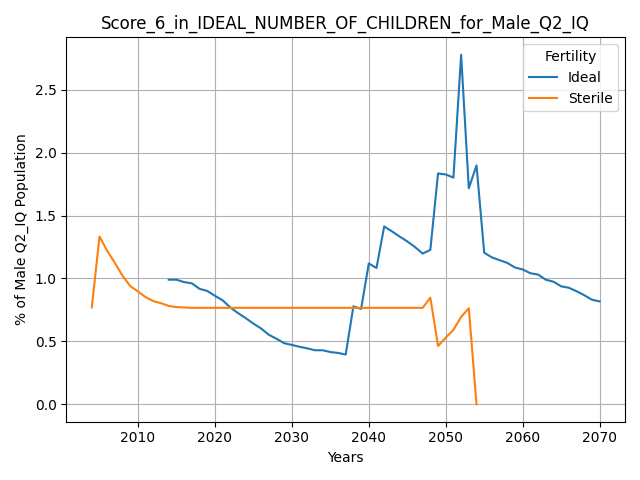 Score_6_in_IDEAL_NUMBER_OF_CHILDREN_for_Male_Q2_IQ
Fertility
Ideal
Sterile
% of Male Q2_IQ Population
2.5
2.0
1.5
1.0
0.5
0.0
2010 2020 2030 2040 2050 2060 2070
Years